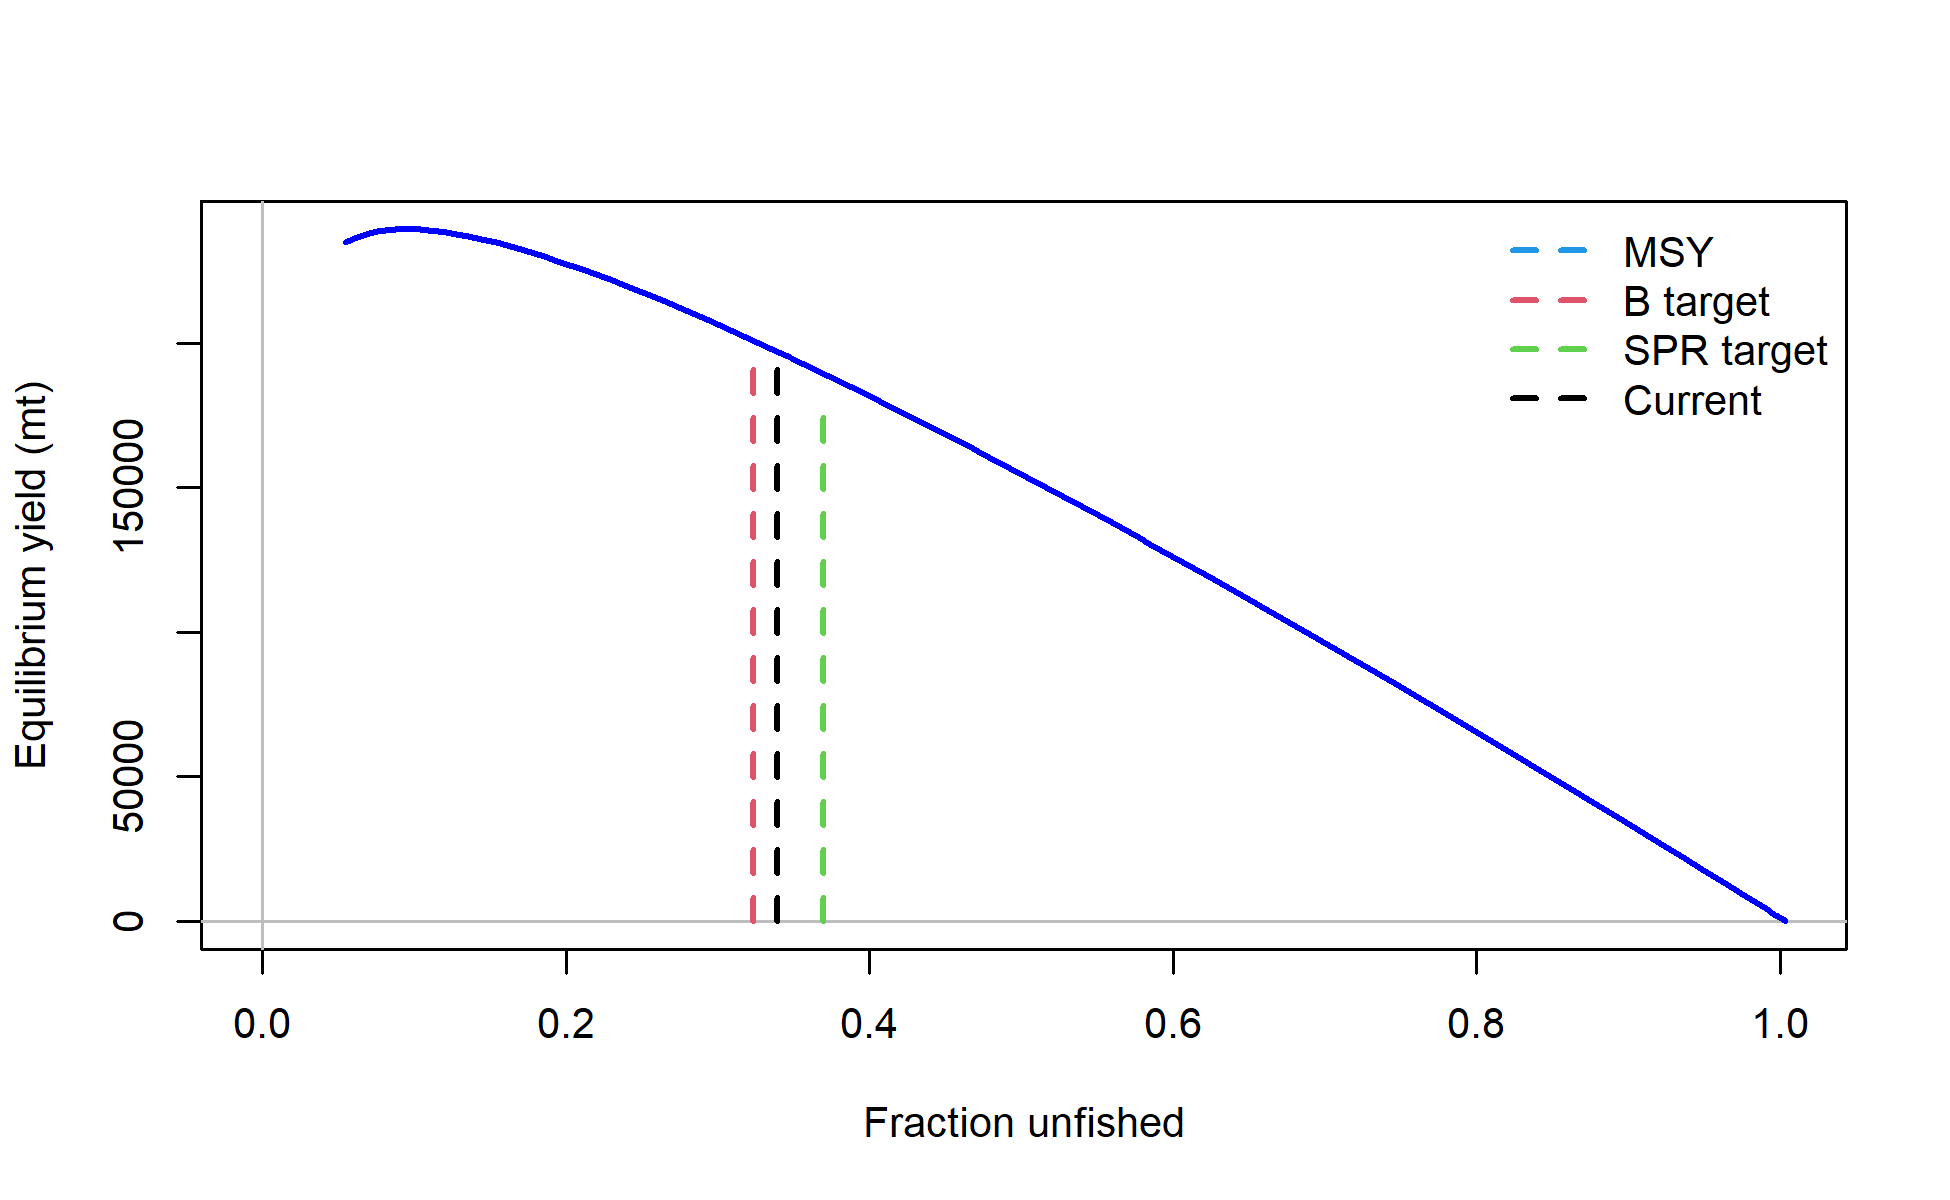 MSY
B target
SPR target
Current
Equilibrium yield (mt)
150000
50000
0
0.0 0.2 0.4 0.6 0.8 1.0
Fraction unfished